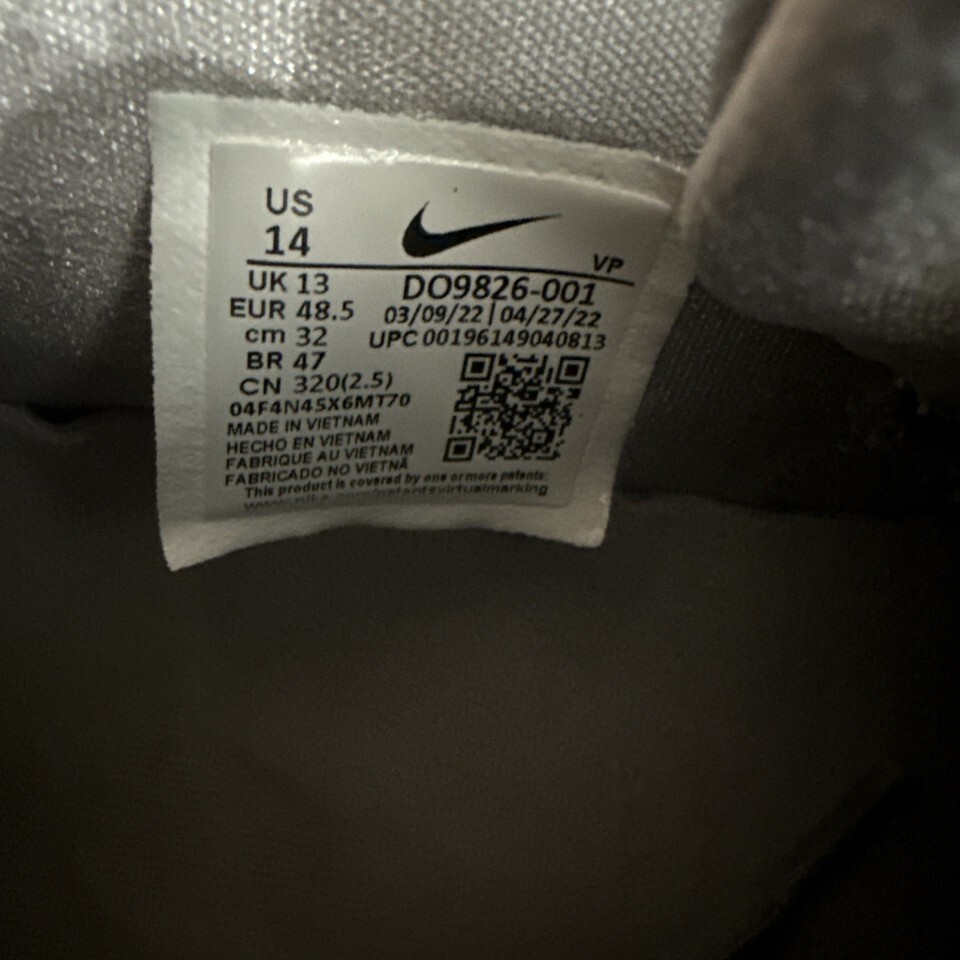 US
14
VP
UK 13
DO9826-001
EUR 48.5
03/09/22 | 04/27/22
cm 32
UPC 00196149040813
BR 47
CN 320(2.5)
04F4N45X6MT70
MADE IN VIETNAM
HECHO EN VIETNAM
FABRIQUE AU VIETNAM
FABRICADO NO VIETNÃ
This product is covered by one or more patents: